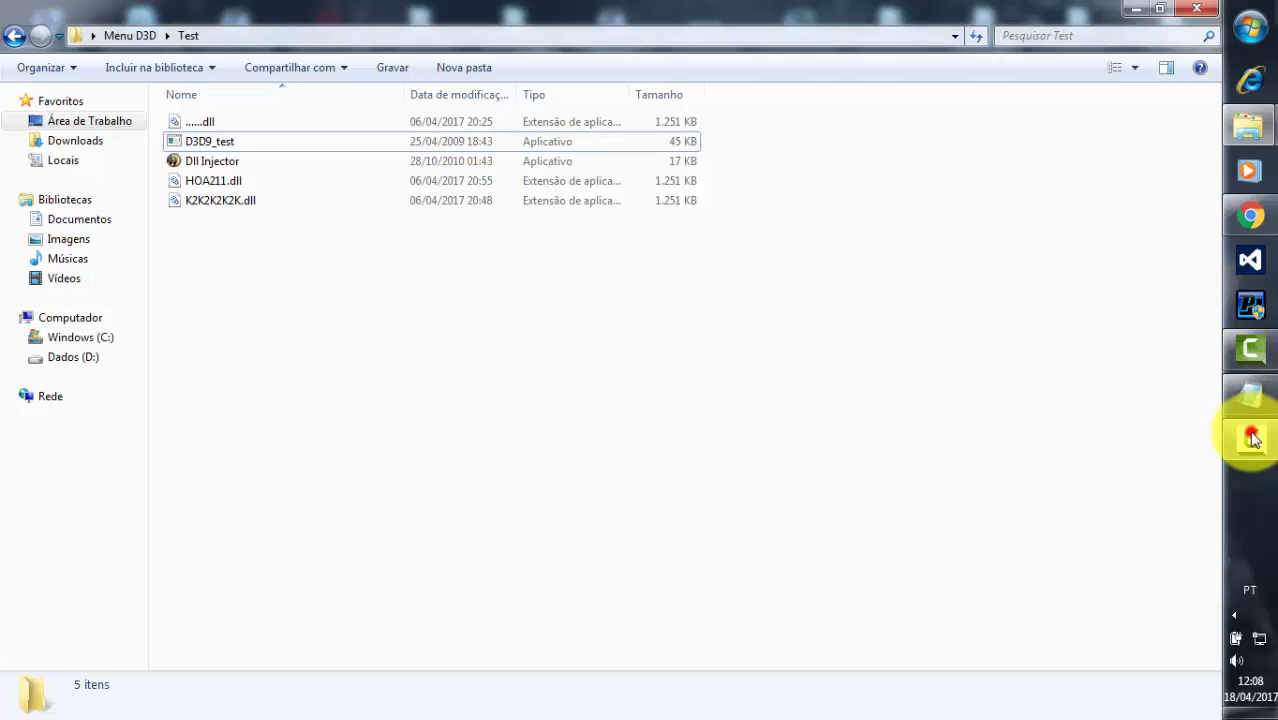 Menu D3D Test
Pesquisar Test
Organizar Incluir na biblioteca Compartilhar com Gravar Nova pasta
Nome Data de modificaç... Tipo Tamanho
......dll 06/04/2017 20:25 Extensão de aplica... 1.251 KB
D3D9_test 25/04/2009 18:43 Aplicativo 45 KB
Dll Injector 28/10/2010 01:43 Aplicativo 17 KB
HOA211.dll 06/04/2017 20:55 Extensão de aplica... 1.251 KB
K2K2K2K2K.dll 06/04/2017 20:48 Extensão de aplica... 1.251 KB
Favoritos
Área de Trabalho
Downloads
Locais
Bibliotecas
Documentos
Imagens
Músicas
Vídeos
Computador
Windows (C:)
Dados (D:)
Rede
5 itens
PT
12:08
18/04/2017